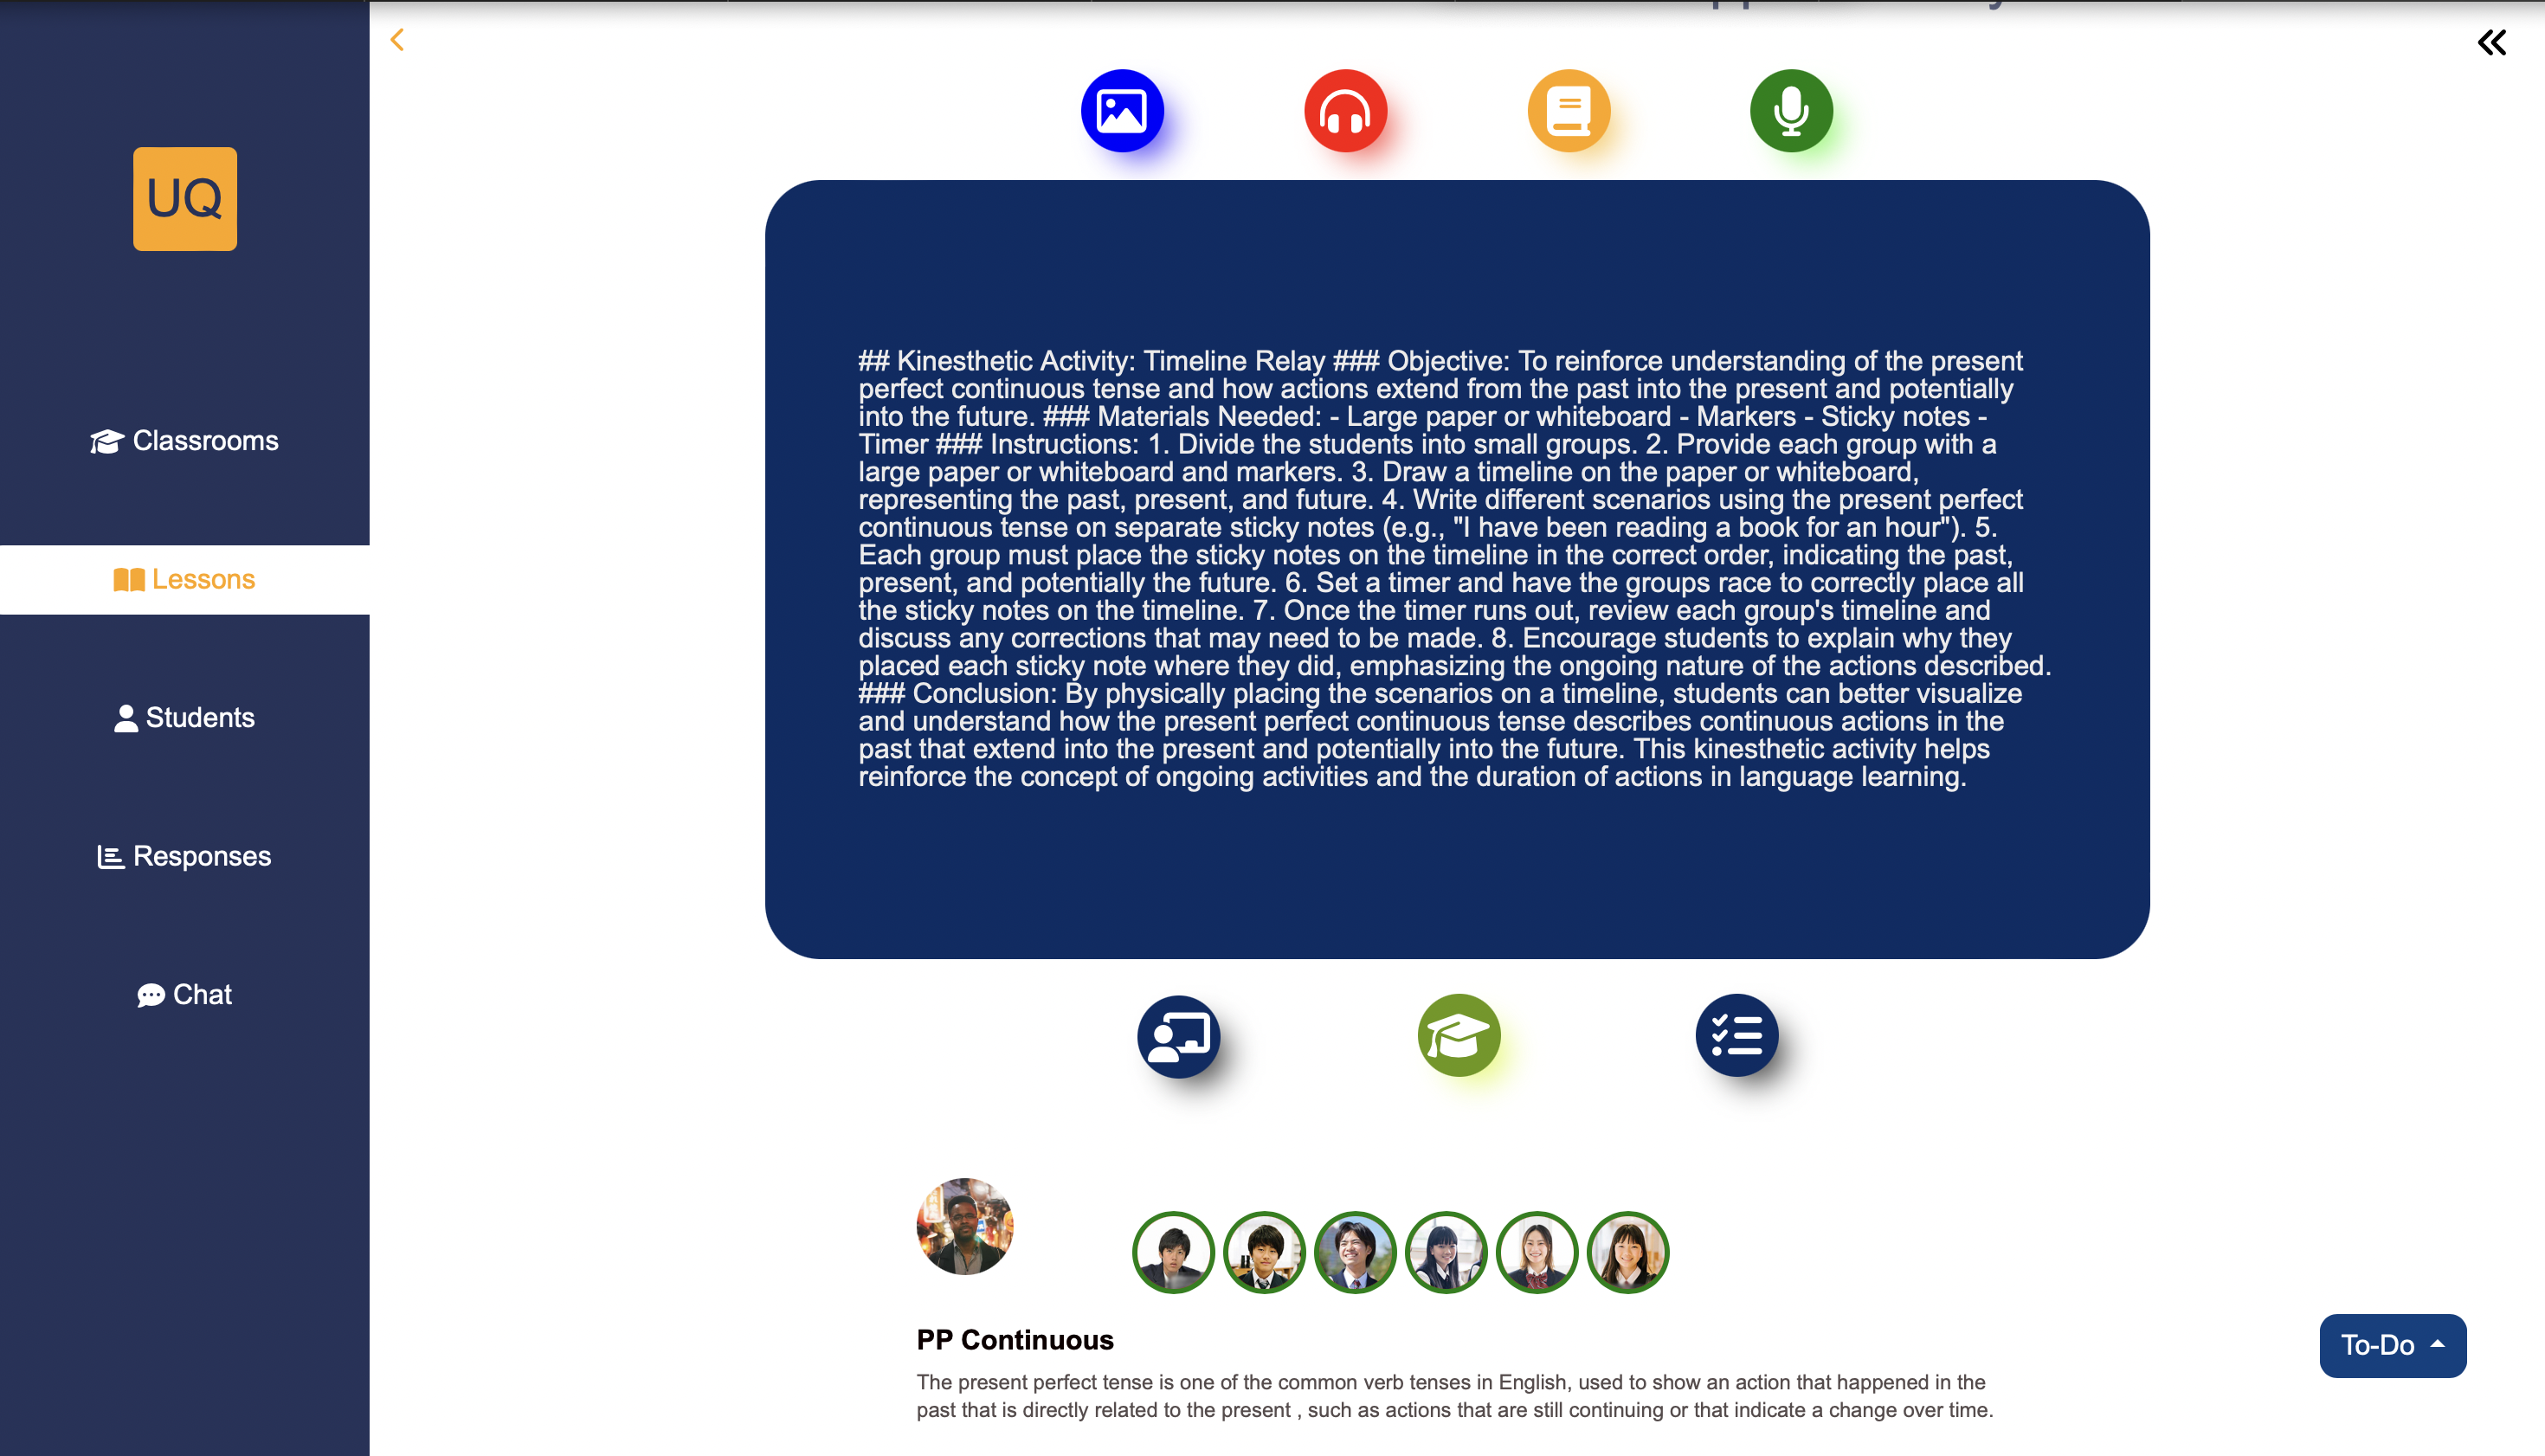 UQ
Classrooms
Lessons
Students
Responses
Chat
## Kinesthetic Activity: Timeline Relay ### Objective: To reinforce understanding of the present
perfect continuous tense and how actions extend from the past into the present and potentially
into the future. ### Materials Needed: - Large paper or whiteboard - Markers - Sticky notes -
Timer ### Instructions: 1. Divide the students into small groups. 2. Provide each group with a
large paper or whiteboard and markers. 3. Draw a timeline on the paper or whiteboard,
representing the past, present, and future. 4. Write different scenarios using the present perfect
continuous tense on separate sticky notes (e.g., "I have been reading a book for an hour"). 5.
Each group must place the sticky notes on the timeline in the correct order, indicating the past,
present, and potentially the future. 6. Set a timer and have the groups race to correctly place all
the sticky notes on the timeline. 7. Once the timer runs out, review each group's timeline and
discuss any corrections that may need to be made. 8. Encourage students to explain why they
placed each sticky note where they did, emphasizing the ongoing nature of the actions described.
### Conclusion: By physically placing the scenarios on a timeline, students can better visualize
and understand how the present perfect continuous tense describes continuous actions in the
past that extend into the present and potentially into the future. This kinesthetic activity helps
reinforce the concept of ongoing activities and the duration of actions in language learning.
PP Continuous
The present perfect tense is one of the common verb tenses in English, used to show an action that happened in the
past that is directly related to the present , such as actions that are still continuing or that indicate a change over time.
To-Do